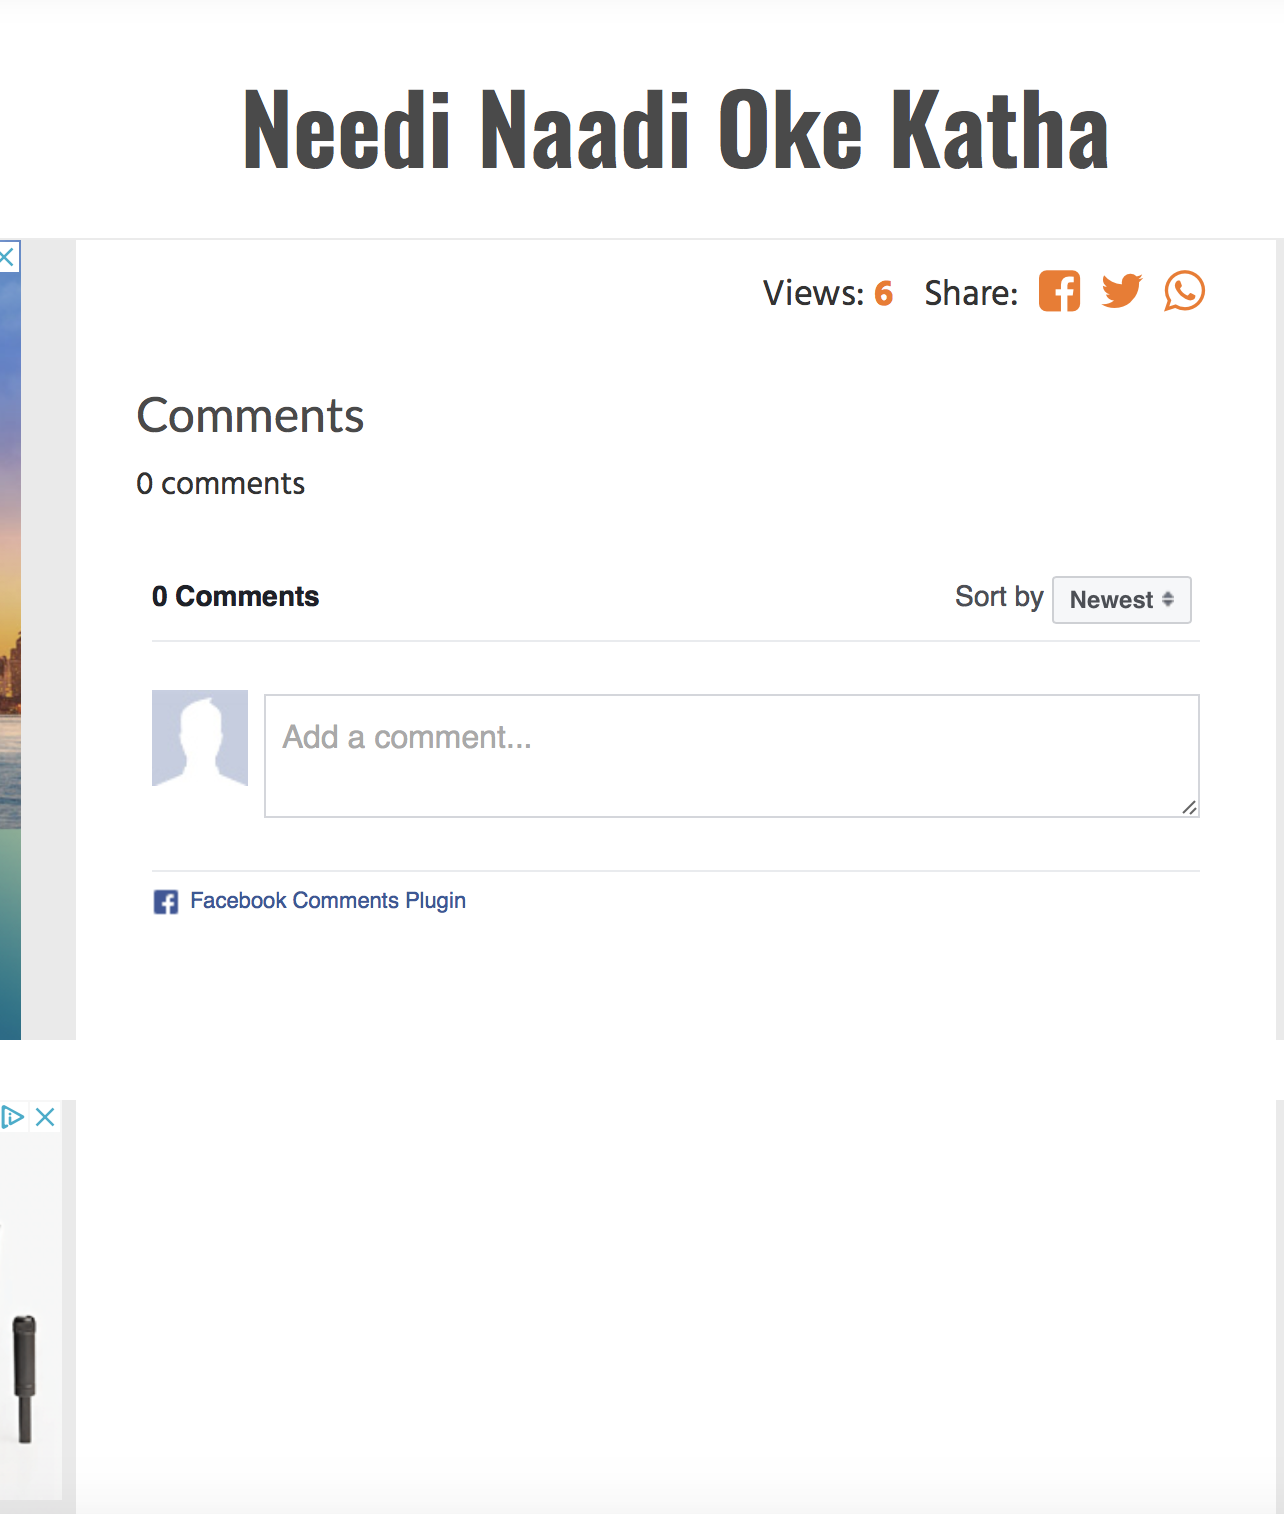 Needi Naadi Oke Katha
Views: 6 Share:
Comments
0 comments
0 Comments
Sort by Newest
Add a comment...
Facebook Comments Plugin